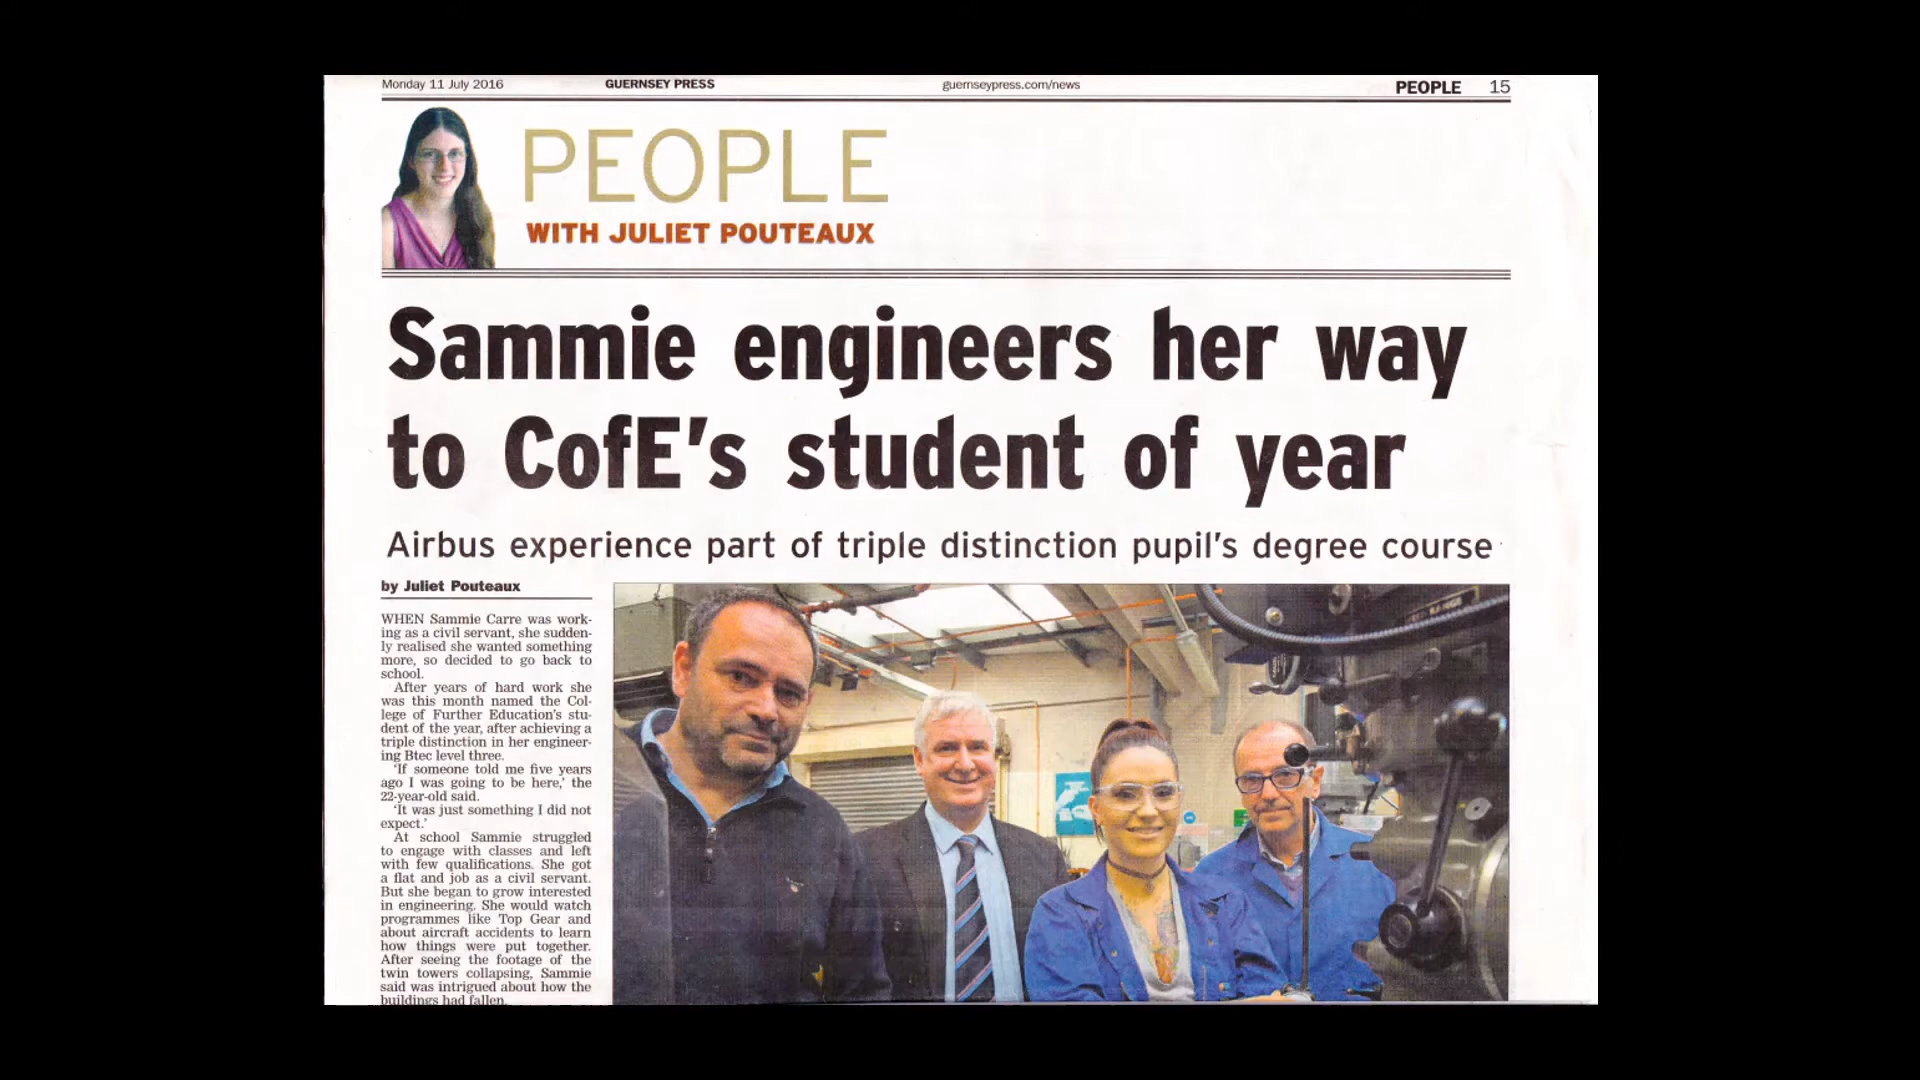 Monday 11 July 2016 GUERNSEY PRESS guernseypress.com/news PEOPLE 15
PEOPLE
WITH JULIET POUTEAUX
Sammie engineers her way
to CofE's student of year
Airbus experience part of triple distinction pupil's degree course
by Juliet Pouteaux
WHEN Sammie Carre was work-
ing as a civil servant, she sudden-
ly realised she wanted something
more, so decided to go back to
school.
After years of hard work she
was this month named the Col-
lege of Further Education's stu-
dent of the year, after achieving a
triple distinction in her engineer-
ing Btec level three.
'If someone told me five years
ago I was going to be here,' the
22-year-old said.
'It was just something I did not
expect.'
At school Sammie struggled
to engage with classes and left
with few qualifications. She got
a flat and job as a civil servant.
But she began to grow interested
in engineering. She would watch
programmes like Top Gear and
about aircraft accidents to learn
how things were put together.
After seeing the footage of the
twin towers collapsing, Sammie
said was intrigued about how the
buildings had fallen.